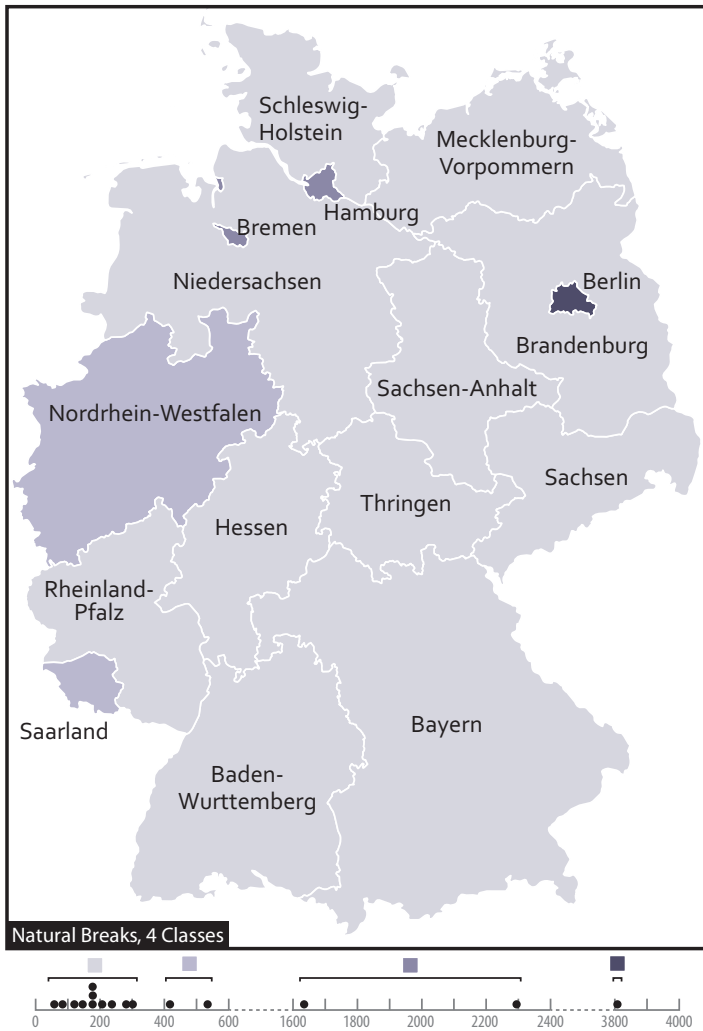 Schleswig-
Holstein
Mecklenburg-
Vorpommern
Hamburg
Bremen
Niedersachsen
Berlin
Brandenburg
Sachsen-Anhalt
Nordrhein-Westfalen
Sachsen
Thringen
Hessen
Rheinland-
Pfalz
Saarland
Bayern
Baden-
Wurttemberg
Natural Breaks, 4 Classes
0 200 400 600 1600 1800 2000 2200 2400 3800 4000